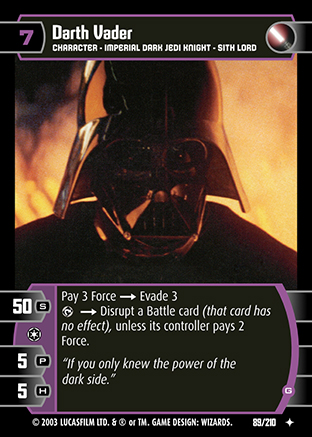 7 Darth Vader
CHARACTER - IMPERIAL DARK JEDI KNIGHT - SITH LORD
50 S
5 P
5 H
Pay 3 Force → Evade 3
→ Disrupt a Battle card (that card has
no effect), unless its controller pays 2
Force.
“If you only knew the power of the
dark side.”
G
© 2003 LUCASFILM LTD. & ® or TM. GAME DESIGN: WIZARDS. 89/210